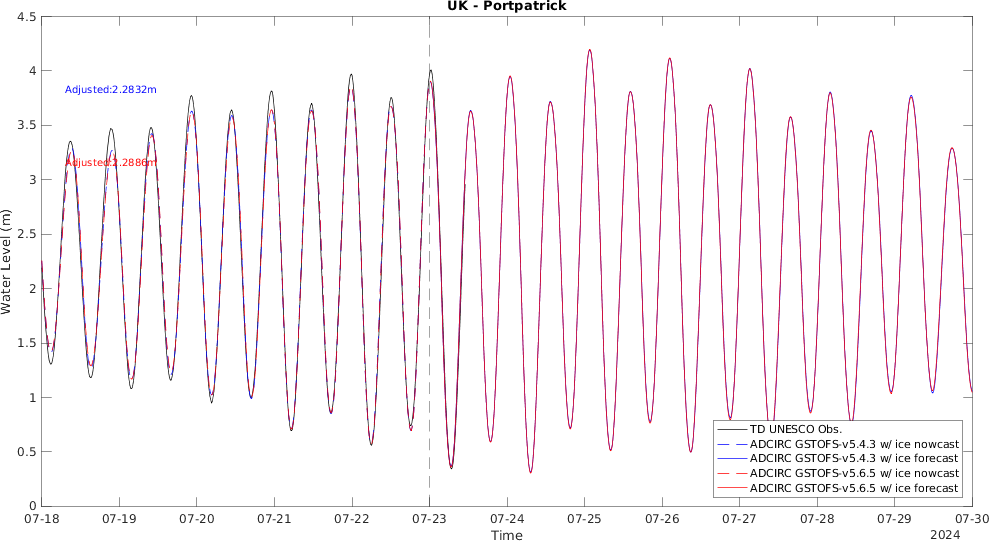 UK - Portpatrick
4.5
4
3.5
3
2.5
2
1.5
1
0.5
0
Water Level (m)
Adjusted:2.2832m
Adjusted:2.2886m
TD UNESCO Obs.
ADCIRC GSTOFS-v5.4.3 w/ ice nowcast
ADCIRC GSTOFS-v5.4.3 w/ ice forecast
ADCIRC GSTOFS-v5.6.5 w/ ice nowcast
ADCIRC GSTOFS-v5.6.5 w/ ice forecast
07-18 07-19 07-20 07-21 07-22 07-23 07-24 07-25 07-26 07-27 07-28 07-29 07-30
Time
2024